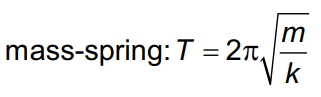 mass-spring: T = 2π√(m/k)